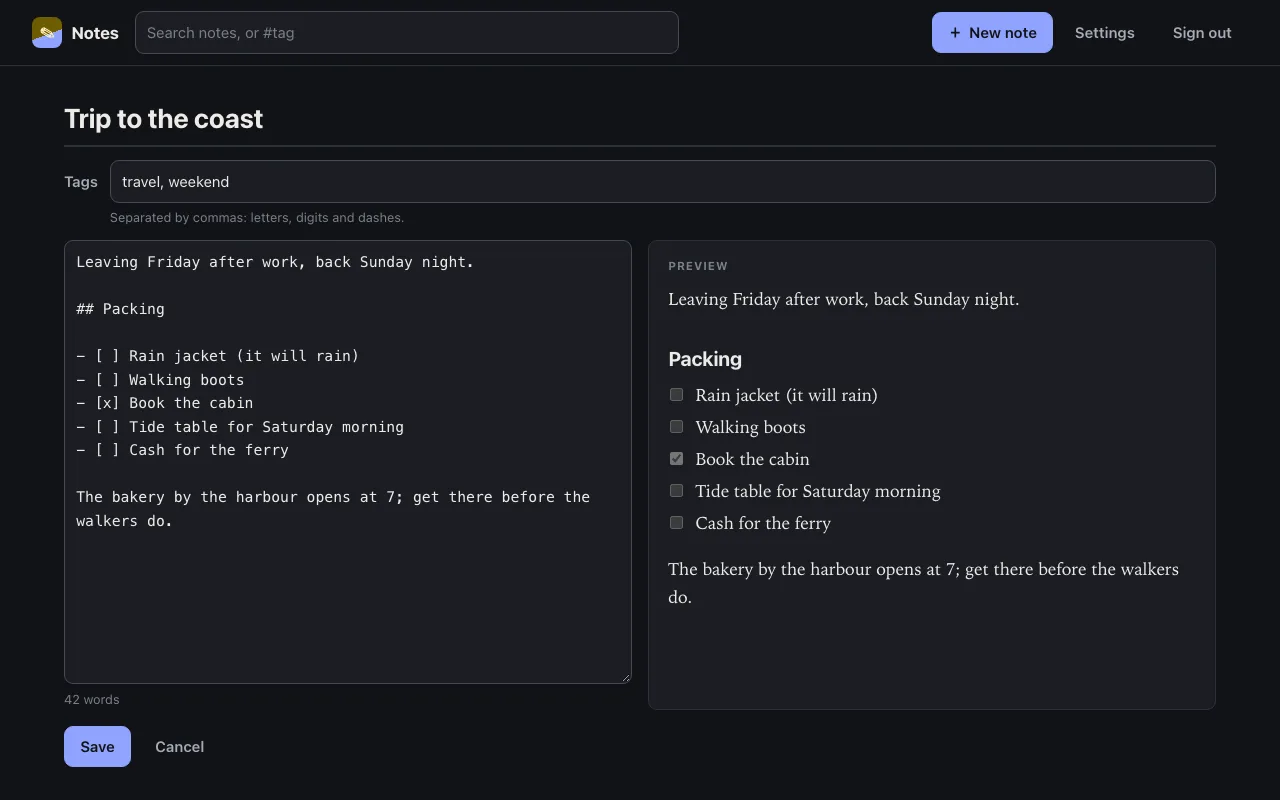 Notes
Search notes, or #tag
+ New note
Settings
Sign out
Trip to the coast
Tags
travel, weekend
Separated by commas: letters, digits and dashes.
Leaving Friday after work, back Sunday night.
## Packing
- [ ] Rain jacket (it will rain)
- [ ] Walking boots
- [x] Book the cabin
- [ ] Tide table for Saturday morning
- [ ] Cash for the ferry
The bakery by the harbour opens at 7; get there before the
walkers do.
42 words
PREVIEW
Leaving Friday after work, back Sunday night.
Packing
Rain jacket (it will rain)
Walking boots
Book the cabin
Tide table for Saturday morning
Cash for the ferry
The bakery by the harbour opens at 7; get there before the walkers
do.
Save
Cancel